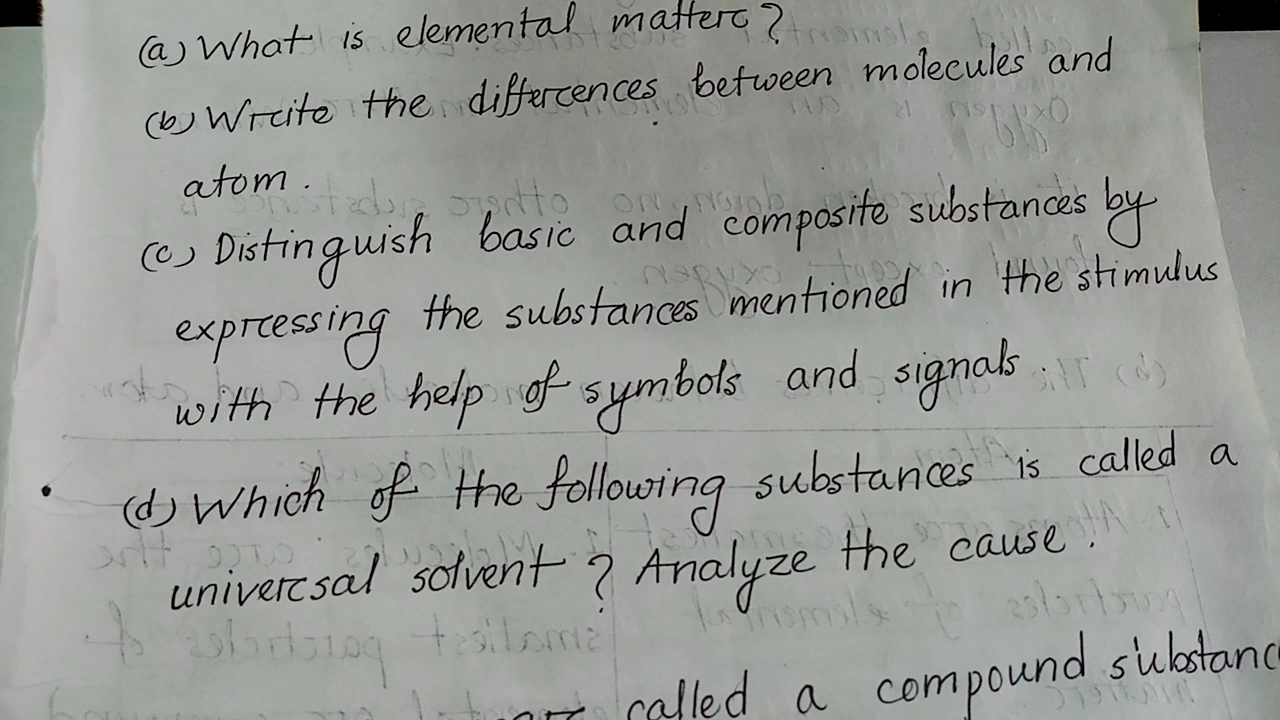 (a) What is elemental matter?
(b) Write the differences between molecules and
atom.
(c) Distinguish basic and composite substances by
expressing the substances mentioned in the stimulus
with the help of symbols and signals.
(d) Which of the following substances is called a
universal solvent? Analyze the cause.
called a compound substanc